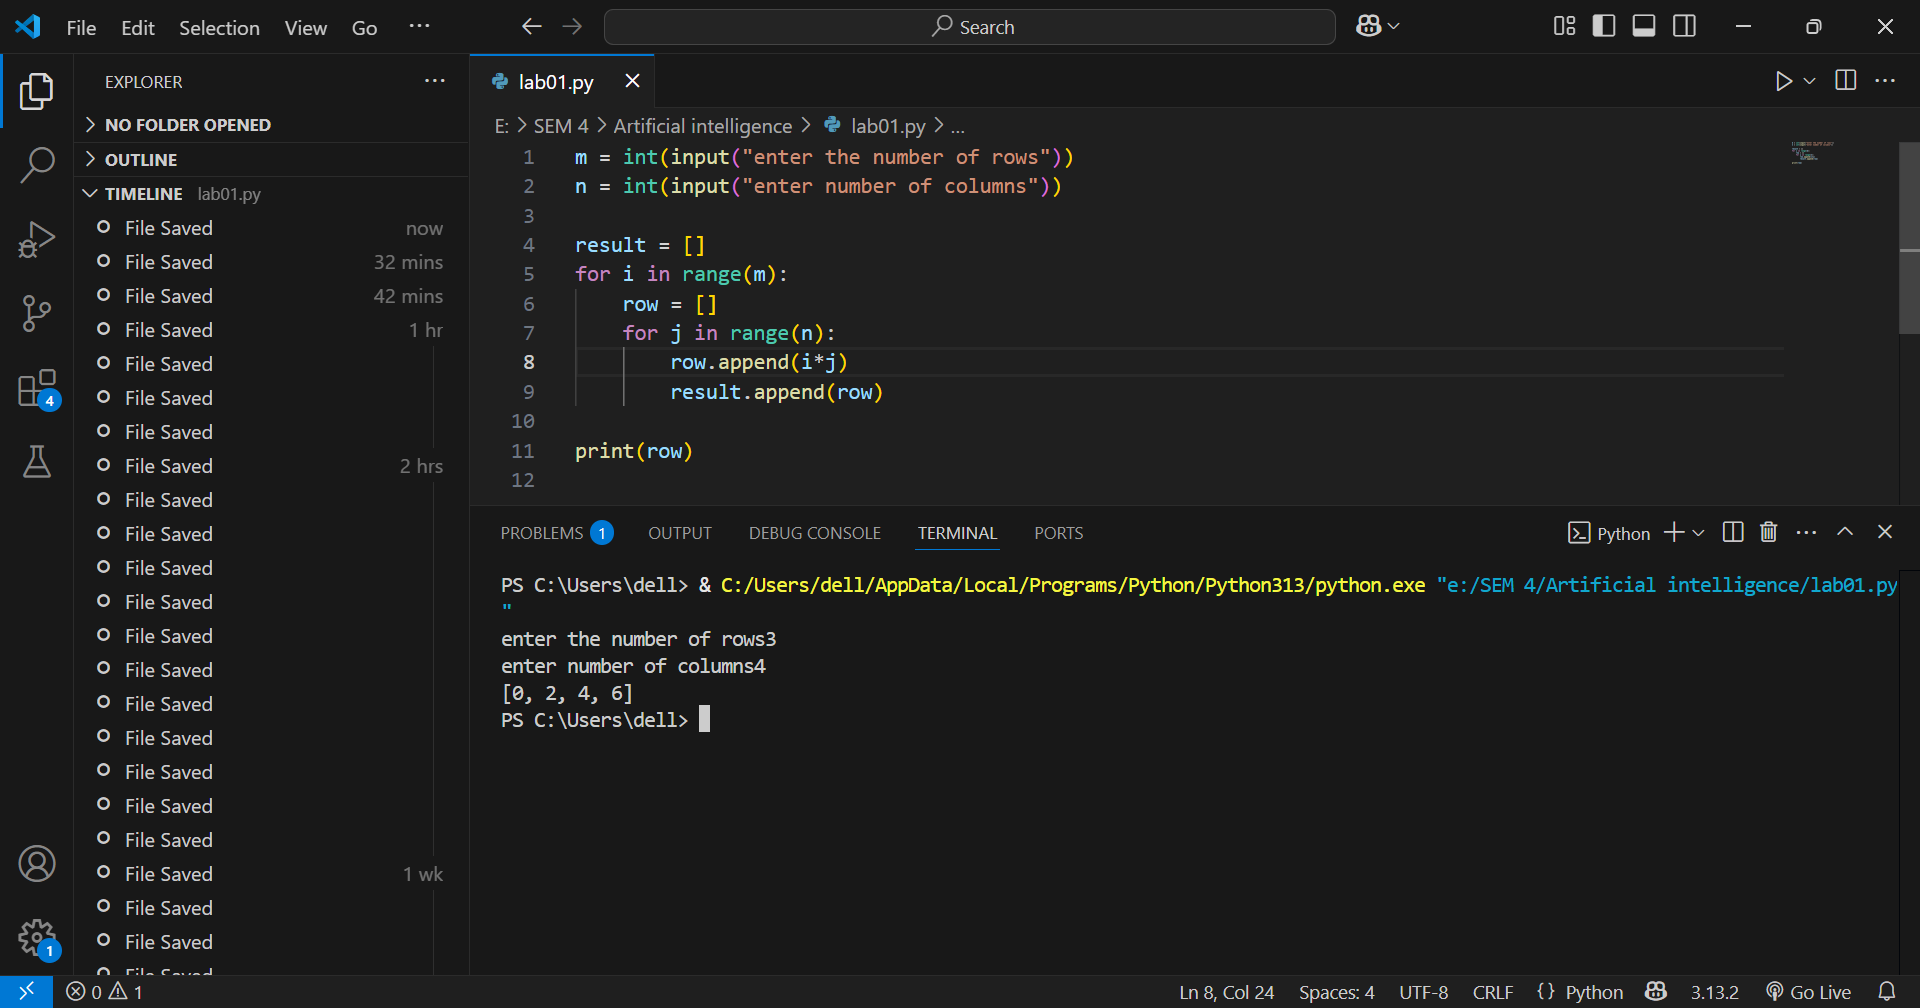 File Edit Selection View Go ···
Search
EXPLORER ···
NO FOLDER OPENED
OUTLINE
TIMELINE lab01.py
File Saved now
File Saved 32 mins
File Saved 42 mins
File Saved 1 hr
File Saved
File Saved
File Saved
File Saved 2 hrs
File Saved
File Saved
File Saved
File Saved
File Saved
File Saved
File Saved
File Saved
File Saved
File Saved
File Saved
File Saved 1 wk
File Saved
File Saved
File Saved
4
1
lab01.py
E: > SEM 4 > Artificial intelligence > lab01.py > ...
1 m = int(input("enter the number of rows"))
2 n = int(input("enter number of columns"))
3
4 result = []
5 for i in range(m):
6 row = []
7 for j in range(n):
8 row.append(i*j)
9 result.append(row)
10
11 print(row)
12
PROBLEMS 1 OUTPUT DEBUG CONSOLE TERMINAL PORTS Python
PS C:\Users\dell> & C:/Users/dell/AppData/Local/Programs/Python/Python313/python.exe "e:/SEM 4/Artificial intelligence/lab01.py
"
enter the number of rows3
enter number of columns4
[0, 2, 4, 6]
PS C:\Users\dell>
0 1 Ln 8, Col 24 Spaces: 4 UTF-8 CRLF {} Python 3.13.2 Go Live